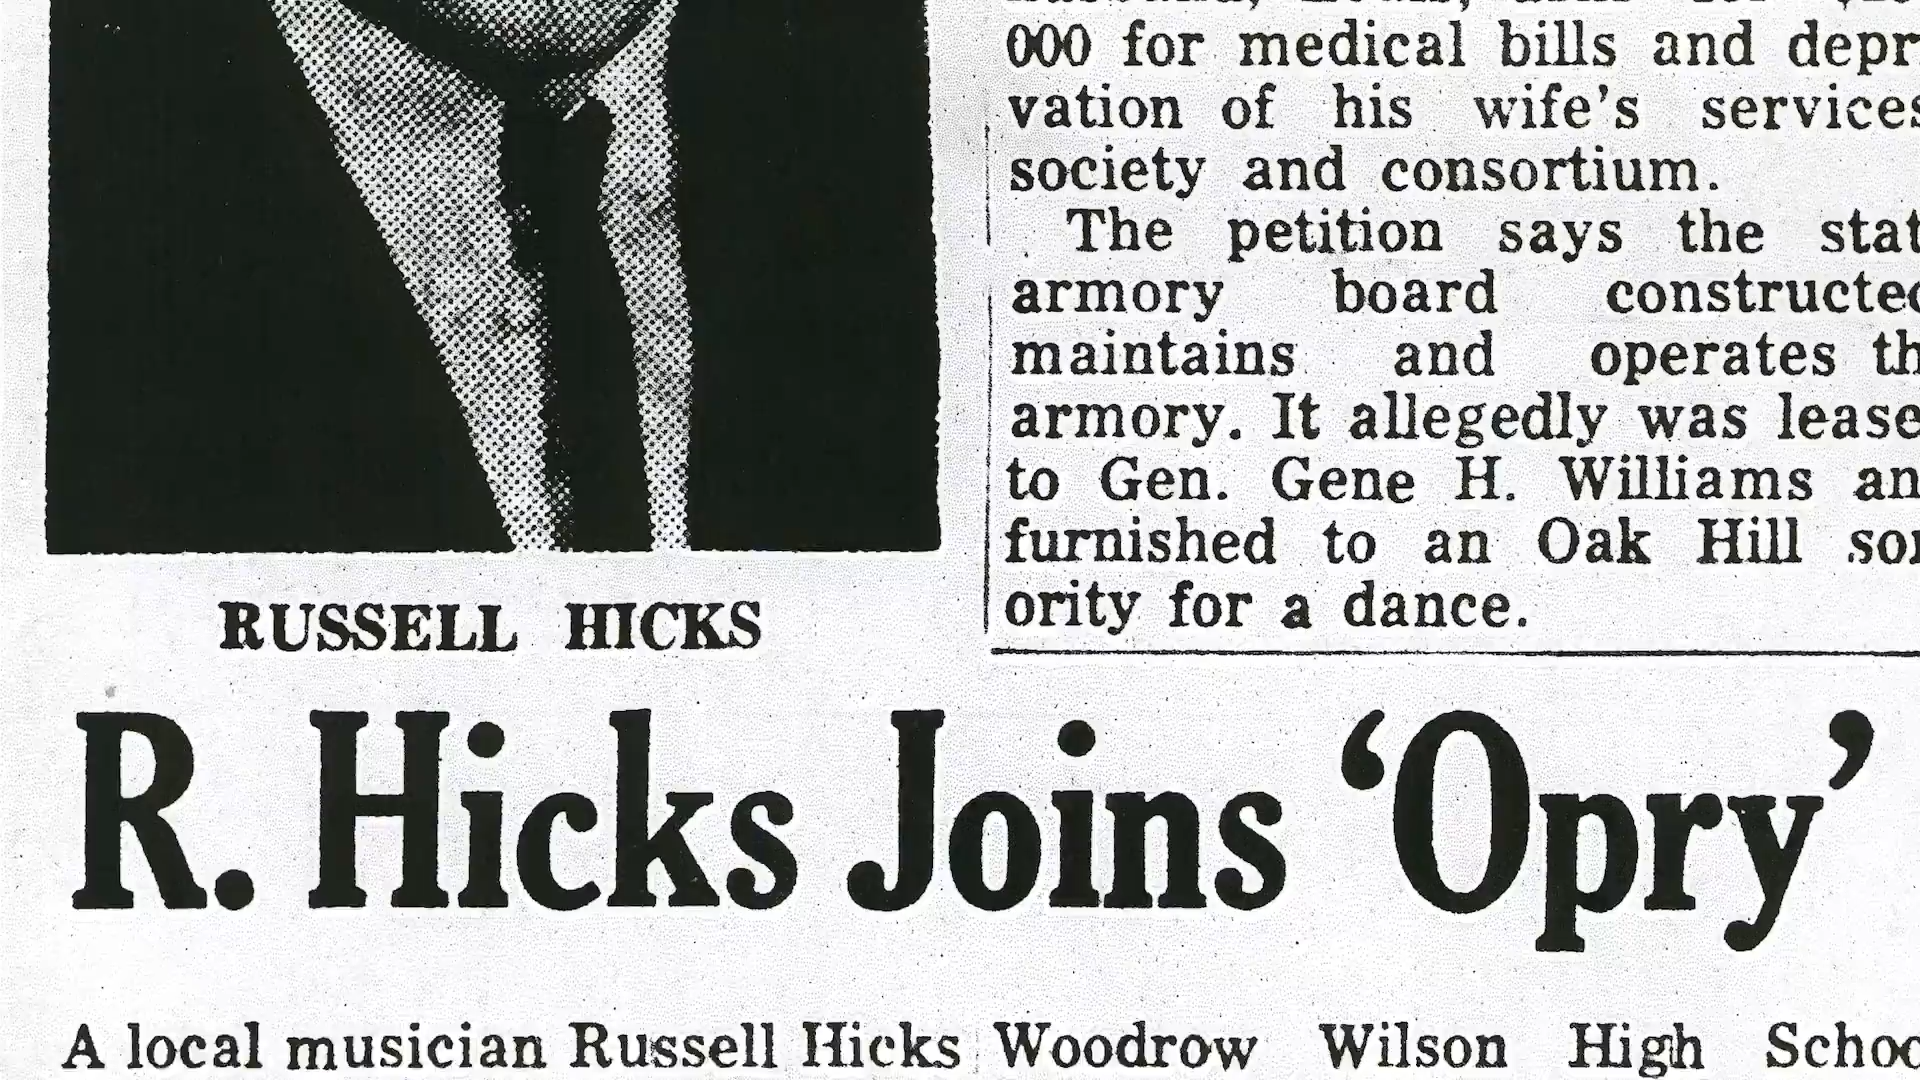 000 for medical bills and depr
vation of his wife's services
society and consortium.
The petition says the stat
armory board constructed
maintains and operates th
armory. It allegedly was lease
to Gen. Gene H. Williams an
furnished to an Oak Hill sor
ority for a dance.
RUSSELL HICKS
R. Hicks Joins ‘Opry’
A local musician Russell Hicks
Woodrow Wilson High Schoo